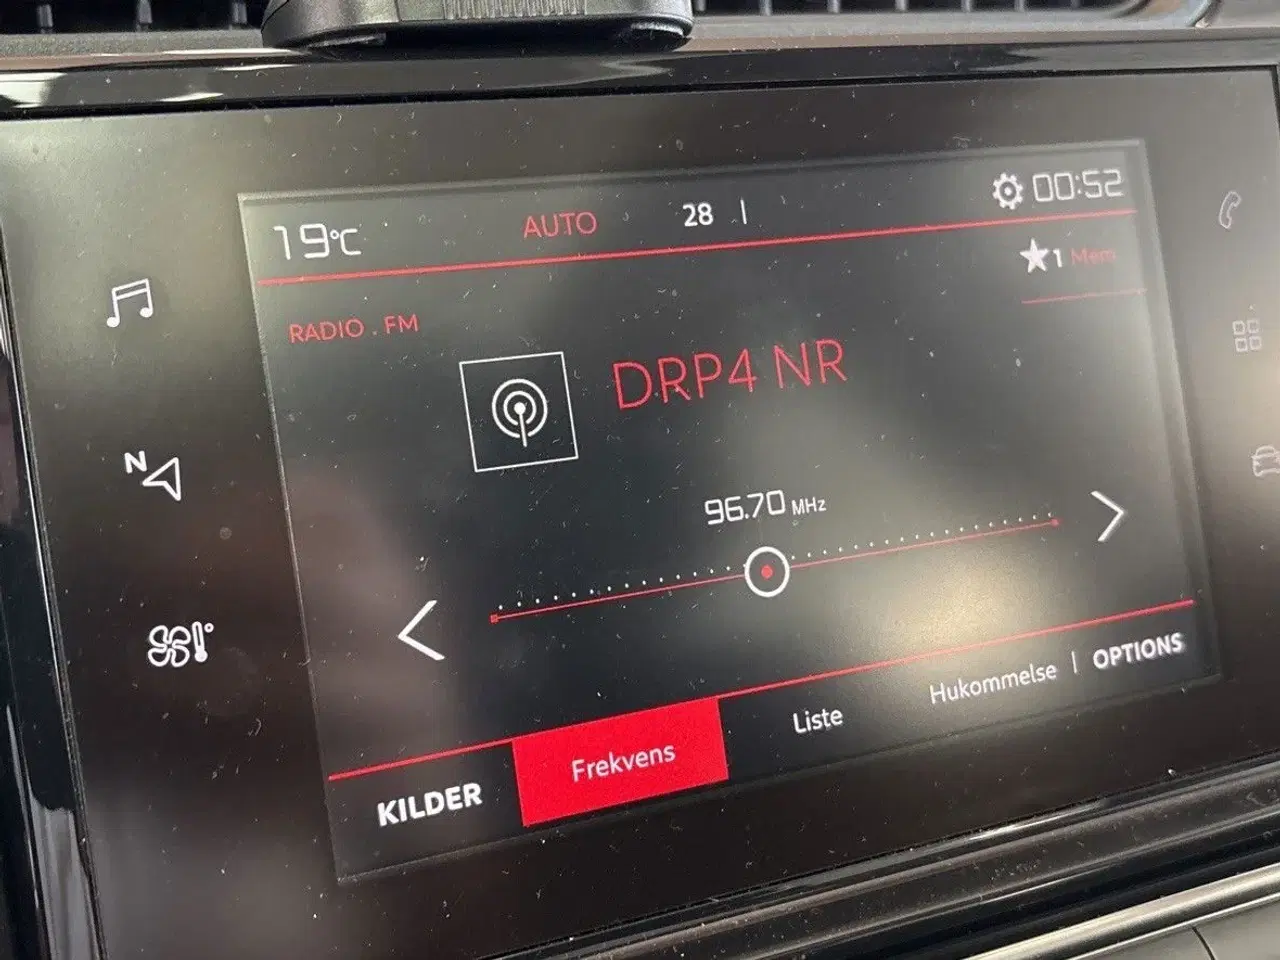 19°C AUTO 28 00:52
1 Mem
RADIO . FM
DRP4 NR
96.70 MHz
N
KILDER Frekvens Liste Hukommelse OPTIONS